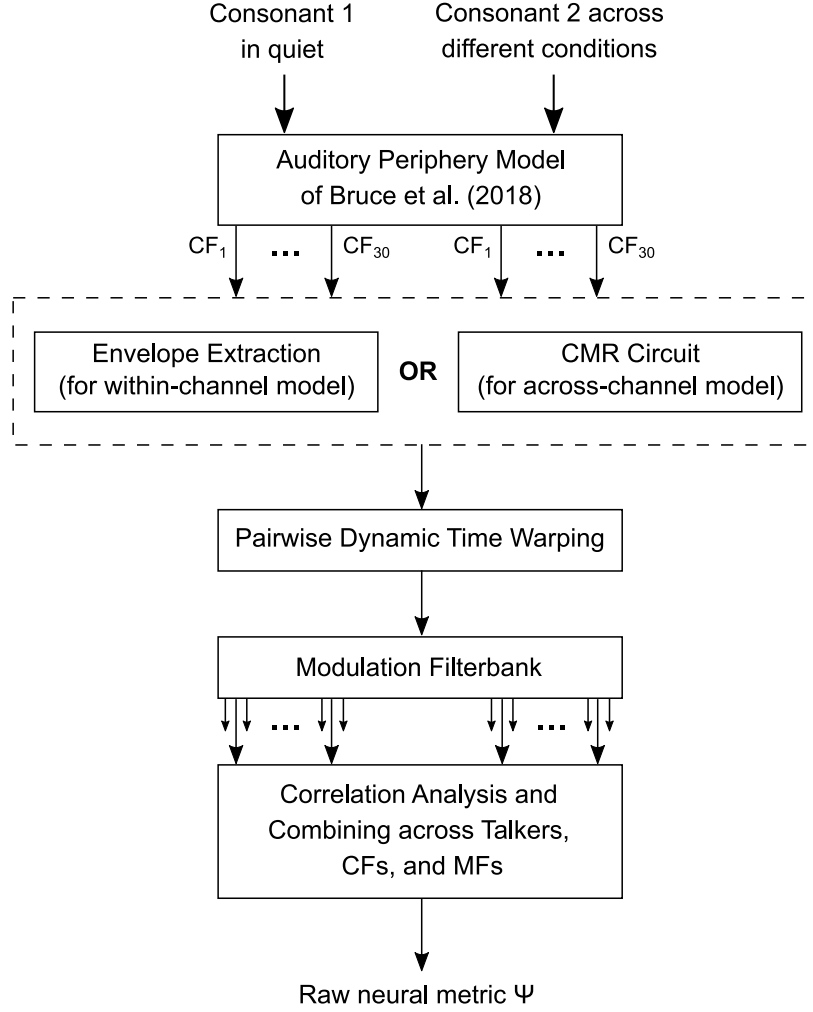 Consonant 1
in quiet
Consonant 2 across
different conditions
Auditory Periphery Model
of Bruce et al. (2018)
CF1 ... CF30 CF1 ... CF30
Envelope Extraction
(for within-channel model)
OR
CMR Circuit
(for across-channel model)
Pairwise Dynamic Time Warping
Modulation Filterbank
... ...
Correlation Analysis and
Combining across Talkers,
CFs, and MFs
Raw neural metric Ψ